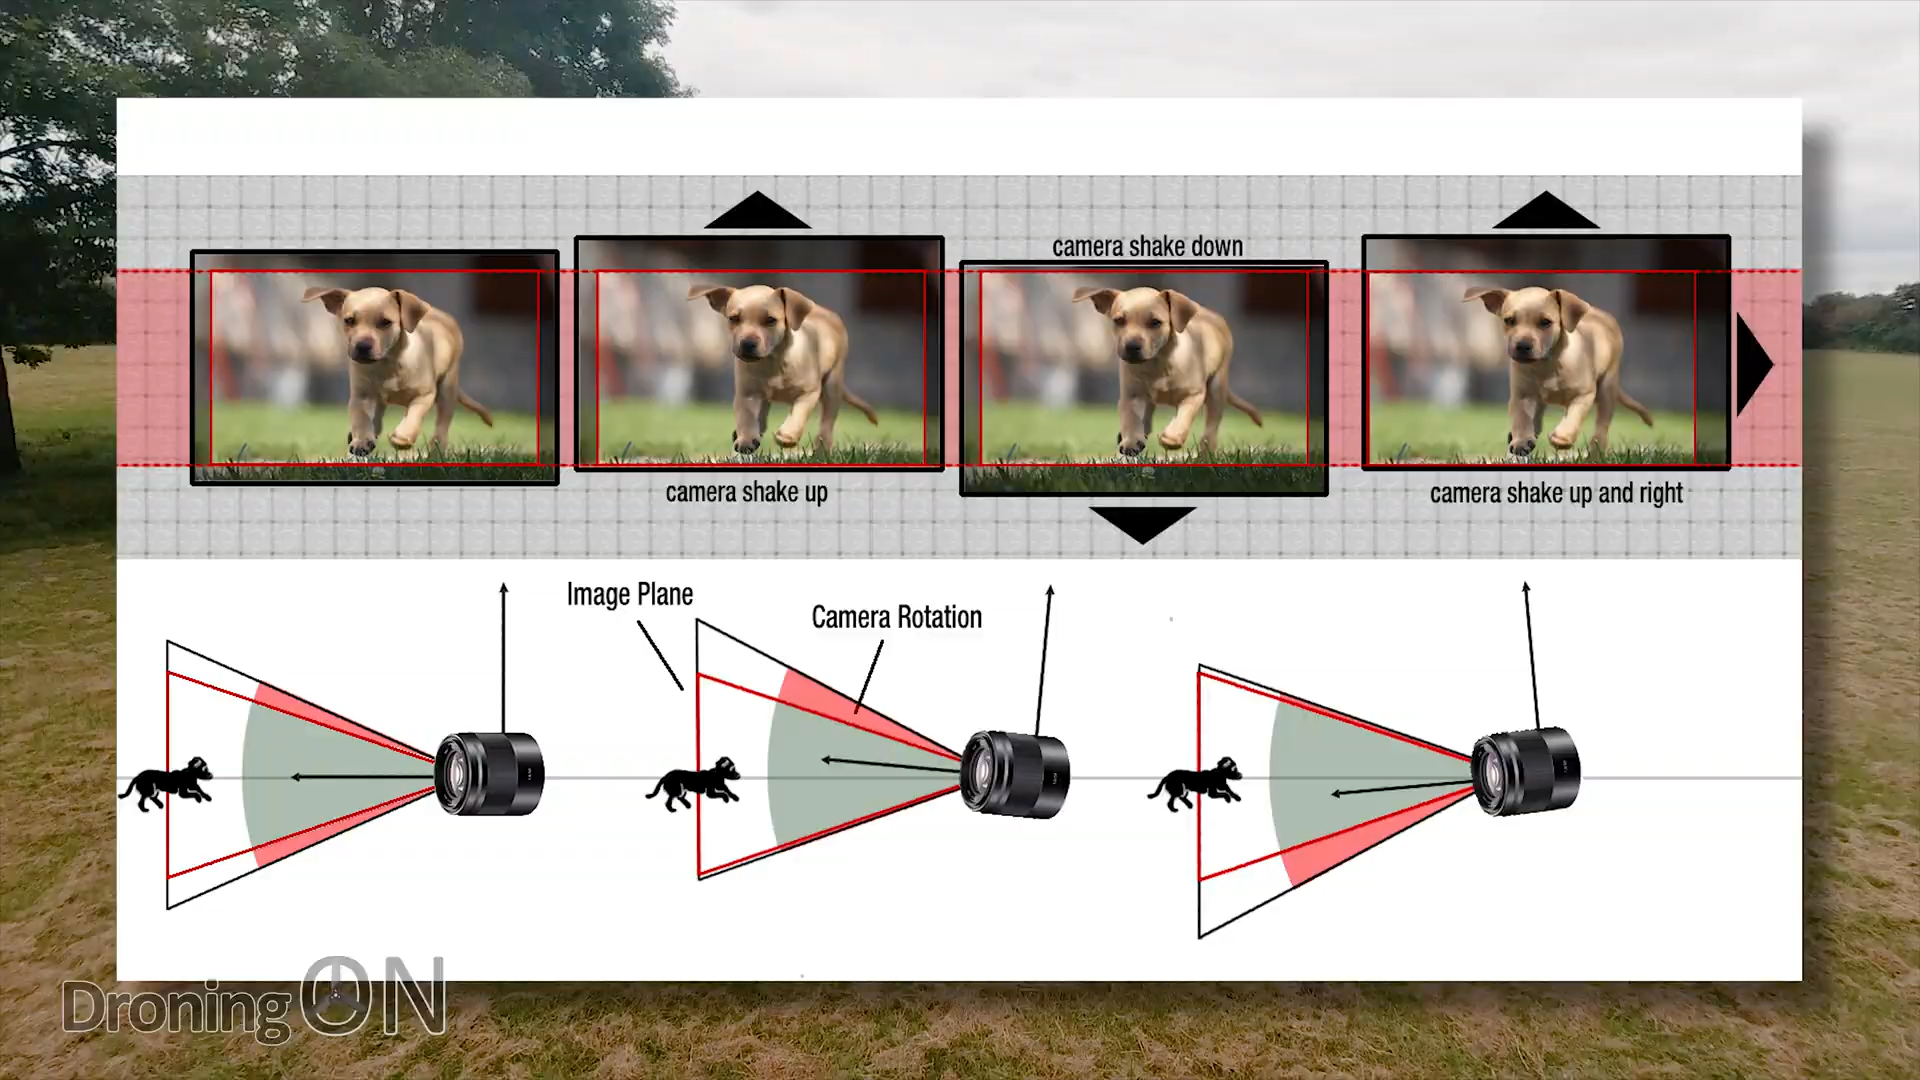 camera shake down
camera shake up
camera shake up and right
Image Plane
Camera Rotation
DroningON